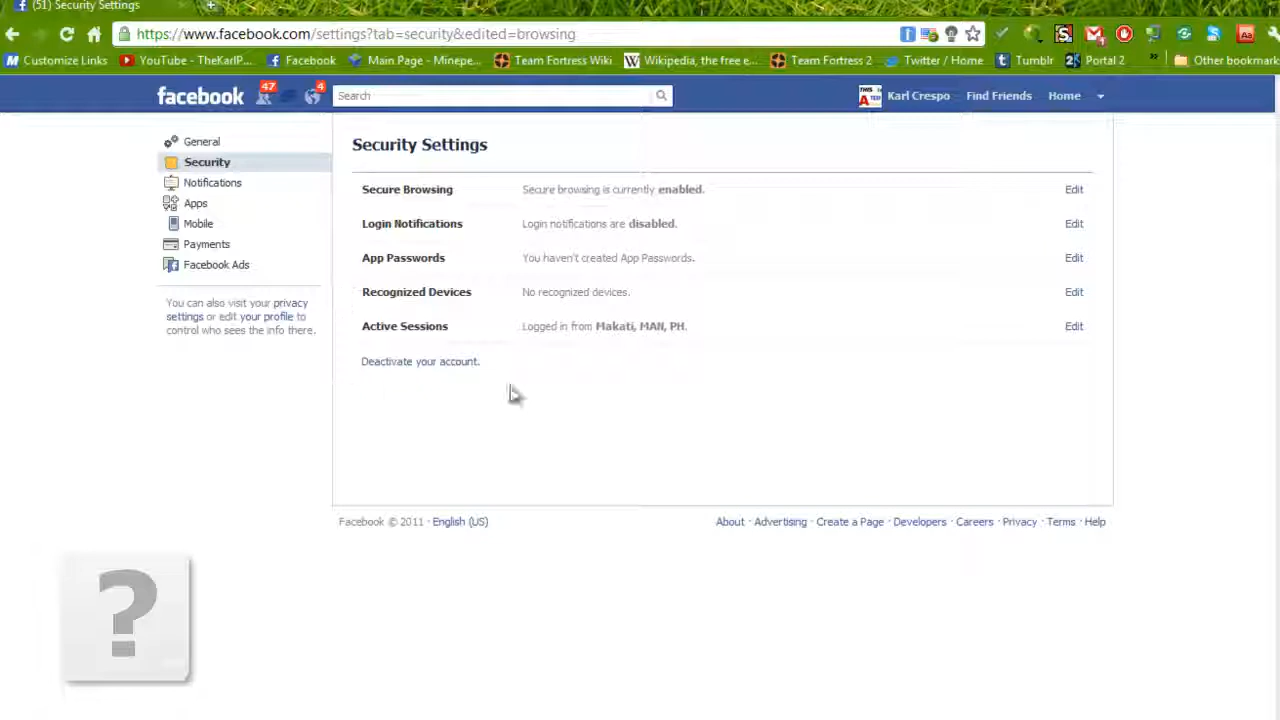 (51) Security Settings
https://www.facebook.com/settings?tab=security&edited=browsing
Customize Links YouTube - TheKarlP... Facebook Main Page - Minepe... Team Fortress Wiki Wikipedia, the free e... Team Fortress 2 Twitter / Home Tumblr Portal 2 » Other bookmark
facebook 47 4 Search Karl Crespo Find Friends Home
General
Security
Notifications
Apps
Mobile
Payments
Facebook Ads
You can also visit your privacy
settings or edit your profile to
control who sees the info there.
Security Settings
Secure Browsing Secure browsing is currently enabled. Edit
Login Notifications Login notifications are disabled. Edit
App Passwords You haven't created App Passwords. Edit
Recognized Devices No recognized devices. Edit
Active Sessions Logged in from Makati, MAN, PH. Edit
Deactivate your account.
Facebook © 2011 · English (US) About · Advertising · Create a Page · Developers · Careers · Privacy · Terms · Help
?